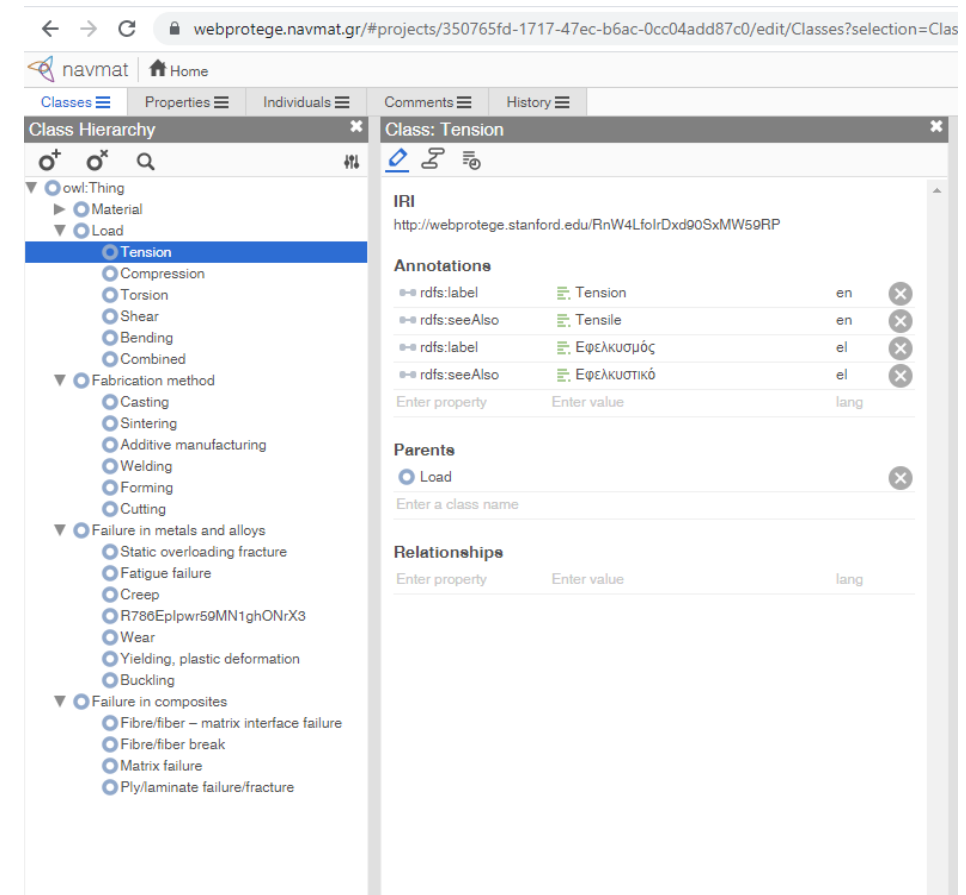 webprotege.navmat.gr/#projects/350765fd-1717-47ec-b6ac-0cc04add87c0/edit/Classes?selection=Clas
navmat Home
Classes Properties Individuals Comments History
Class Hierarchy
owl:Thing
Material
Load
Tension
Compression
Torsion
Shear
Bending
Combined
Fabrication method
Casting
Sintering
Additive manufacturing
Welding
Forming
Cutting
Failure in metals and alloys
Static overloading fracture
Fatigue failure
Creep
R786Eplpwr59MN1ghONrX3
Wear
Yielding, plastic deformation
Buckling
Failure in composites
Fibre/fiber – matrix interface failure
Fibre/fiber break
Matrix failure
Ply/laminate failure/fracture
Class: Tension
IRI
http://webprotege.stanford.edu/RnW4LfolrDxd90SxMW59RP
Annotations
rdfs:label Tension en
rdfs:seeAlso Tensile en
rdfs:label Εφελκυσμός el
rdfs:seeAlso Εφελκυστικό el
Enter property Enter value lang
Parents
Load
Enter a class name
Relationships
Enter property Enter value lang